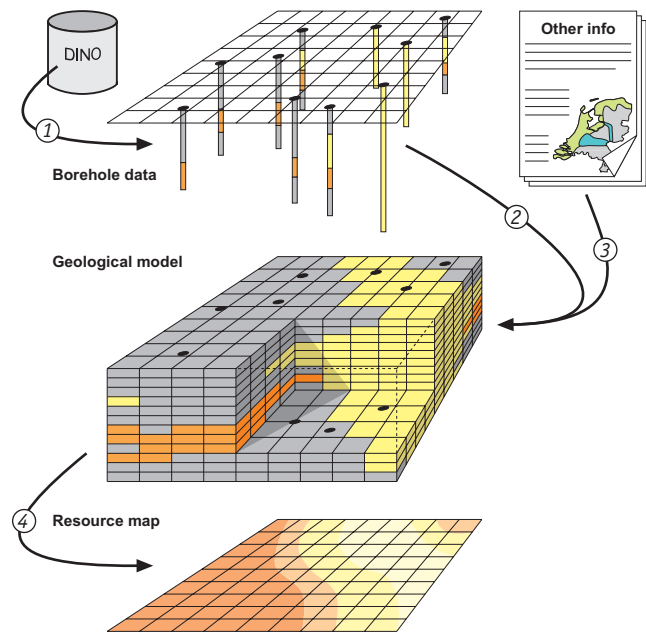 DINO
Other info
1
Borehole data
2
3
Geological model
4
Resource map